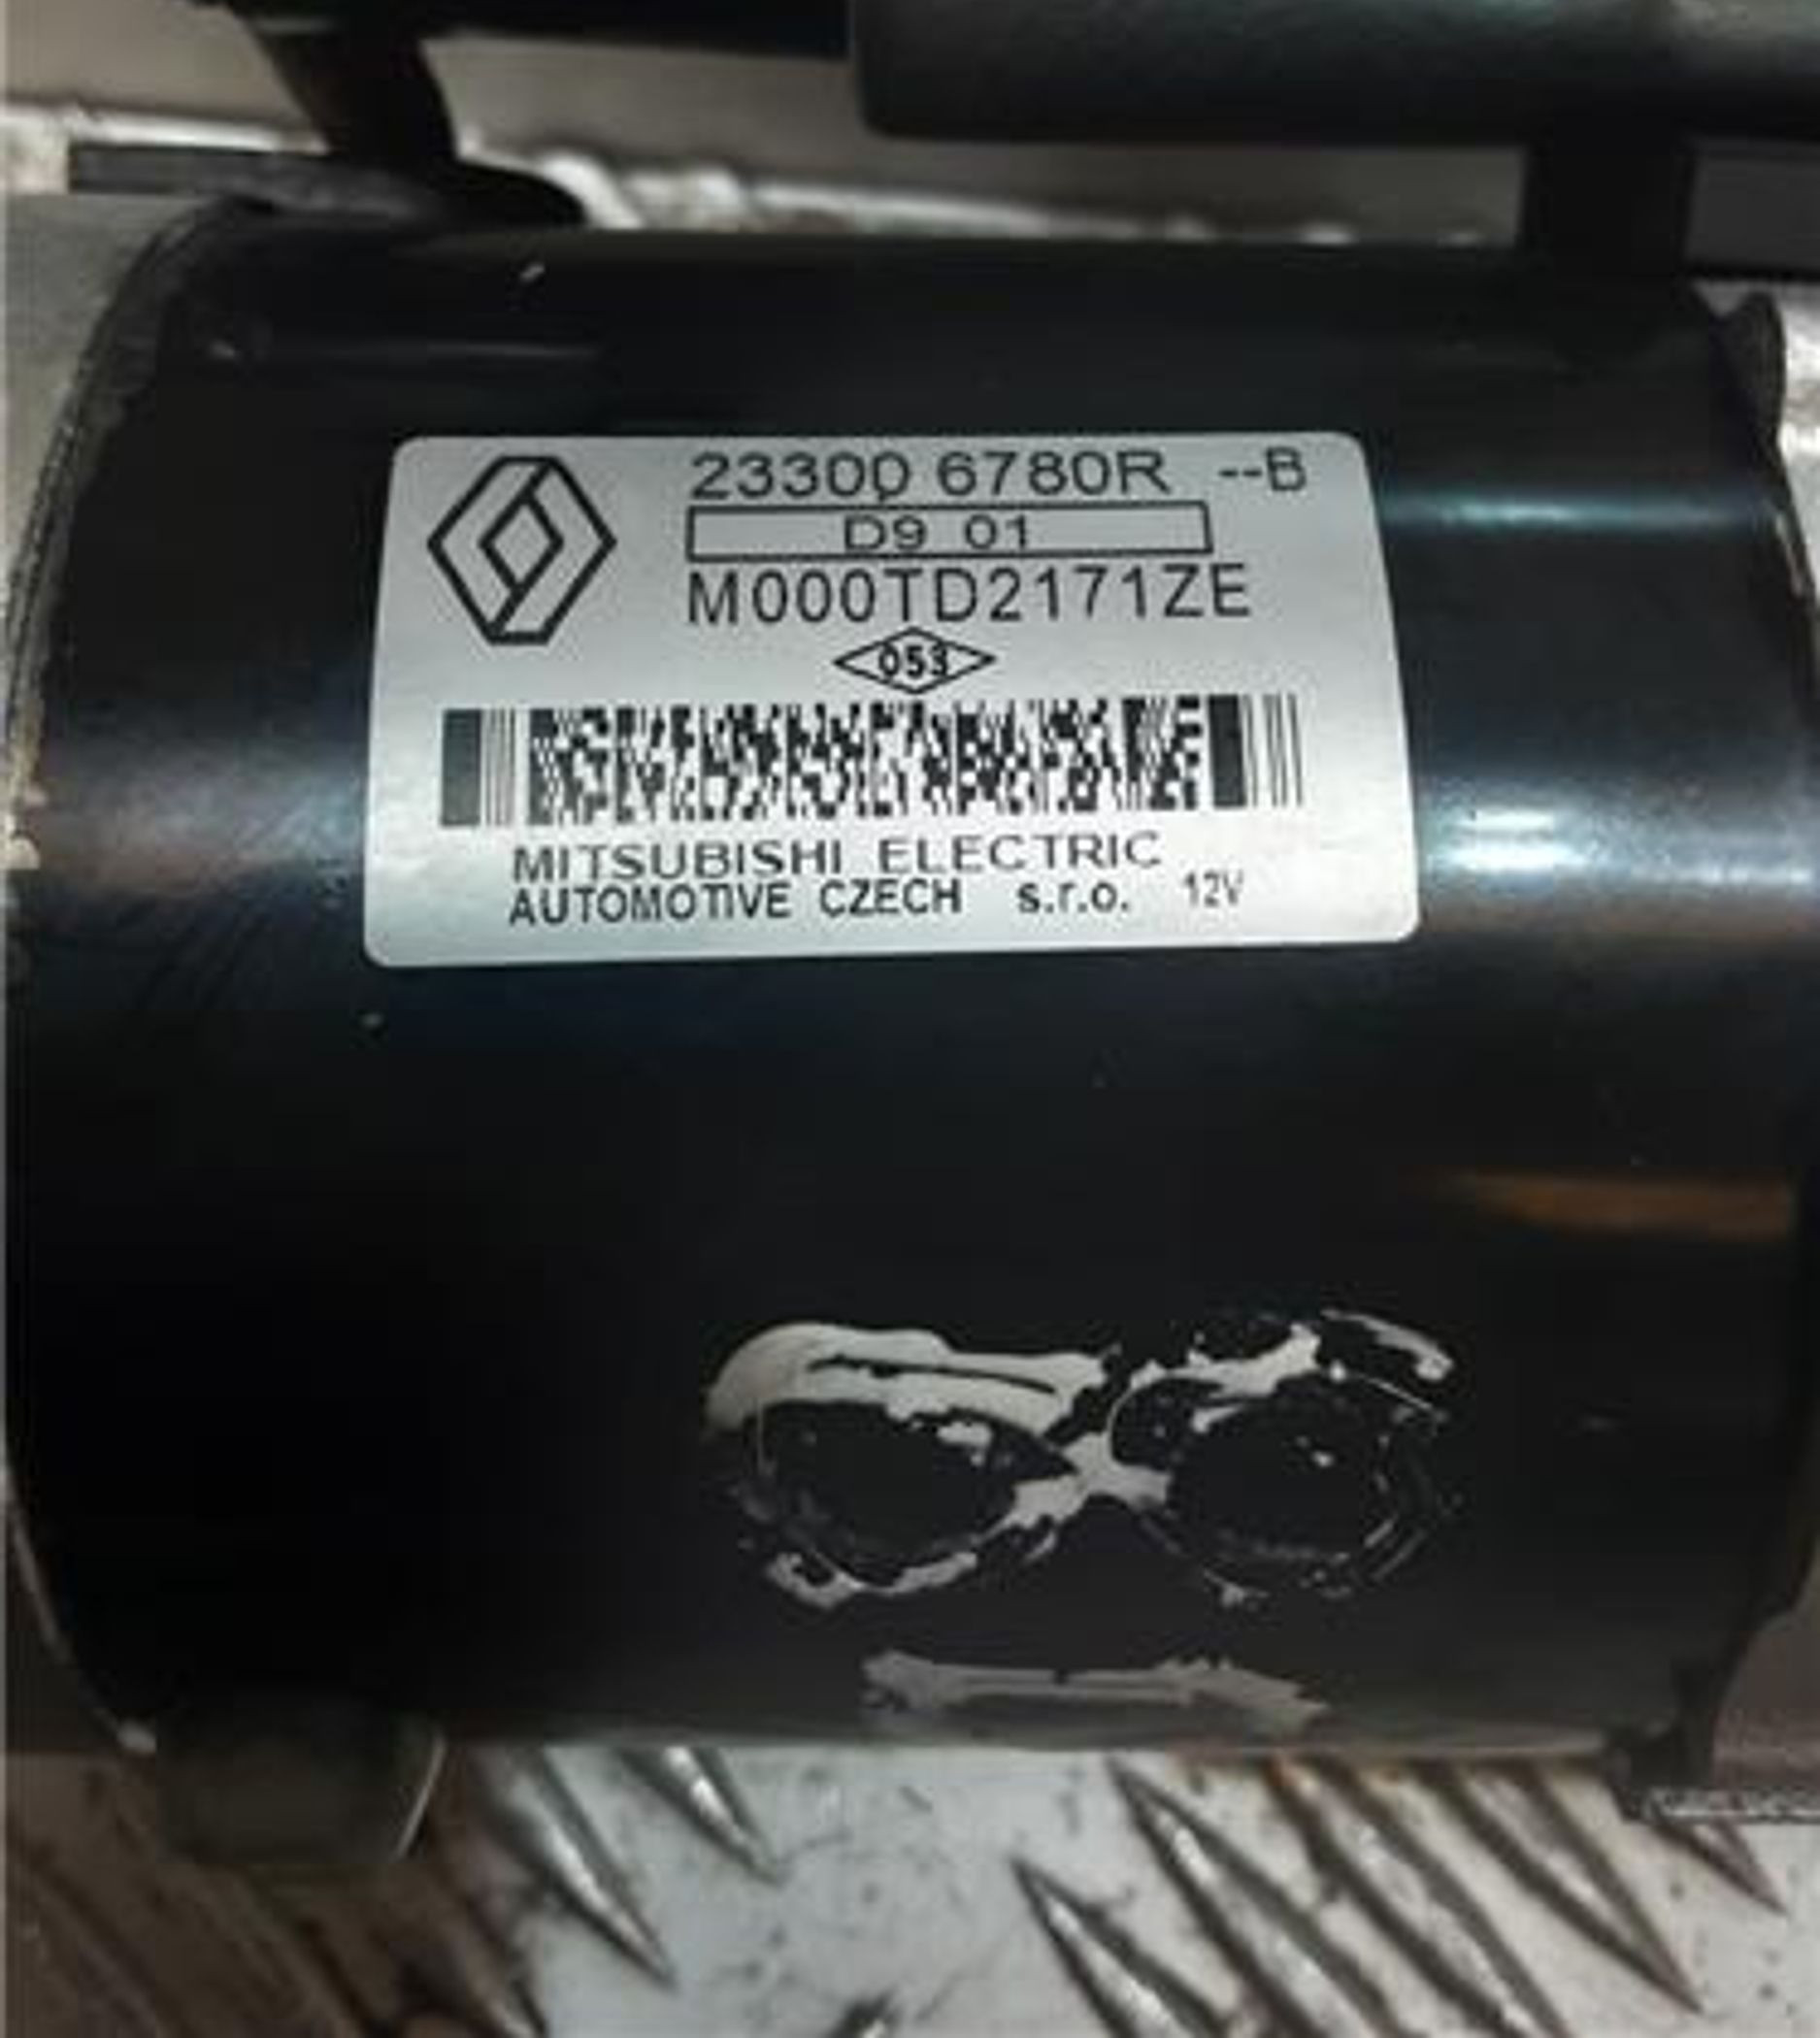 23300 6780R --B
D9 01
M000TD2171ZE
053
MITSUBISHI ELECTRIC
AUTOMOTIVE CZECH s.r.o. 12V